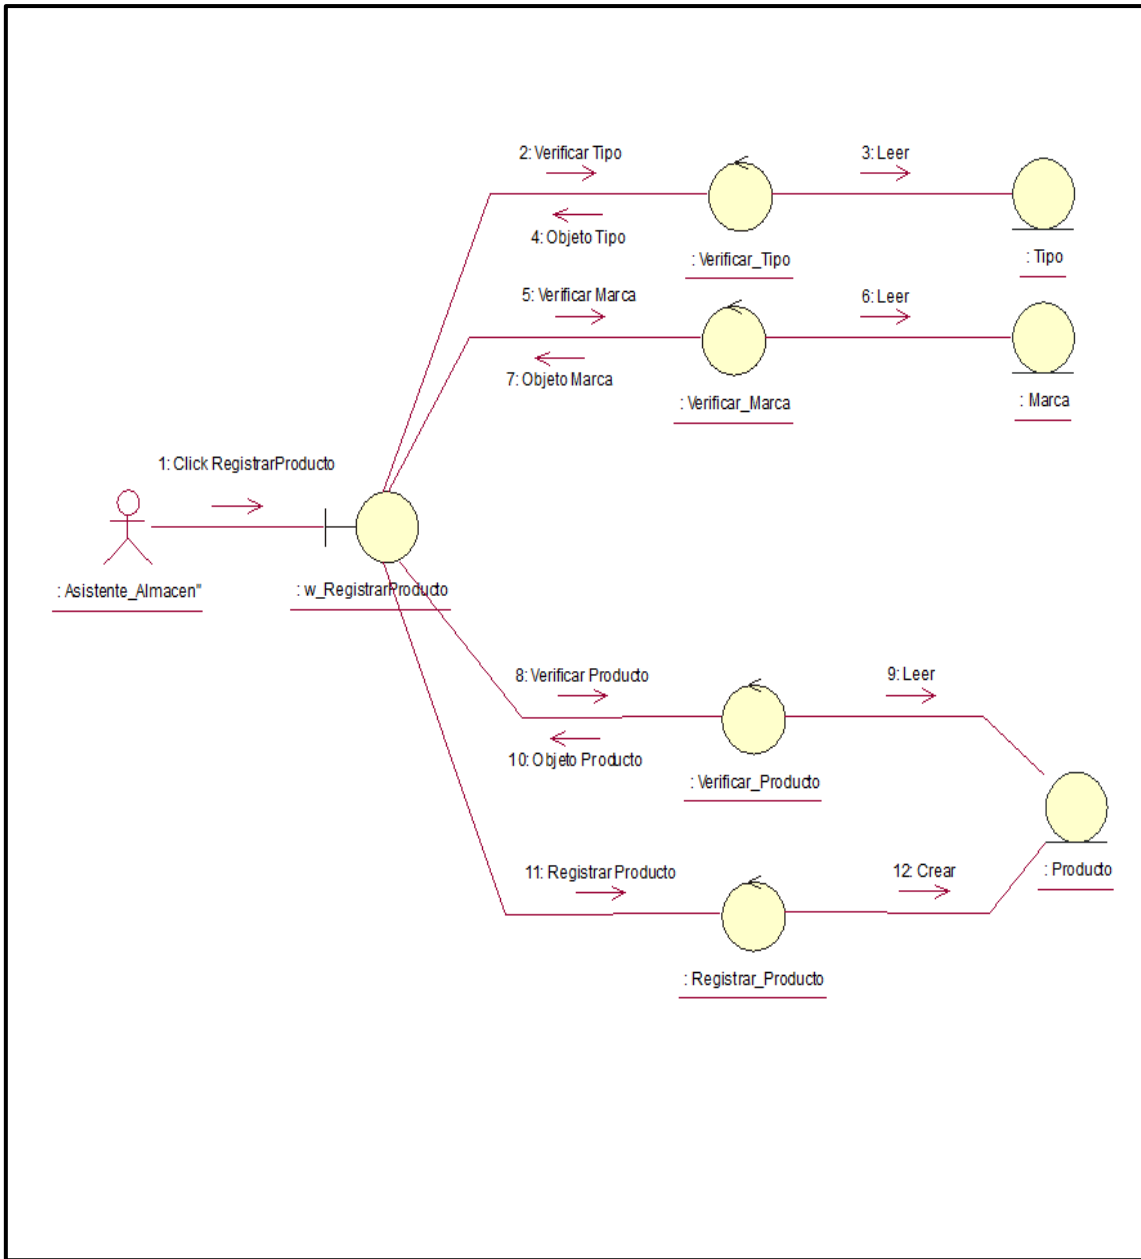 2: Verificar Tipo
3: Leer
4: Objeto Tipo
: Verificar_Tipo
: Tipo
5: Verificar Marca
6: Leer
7: Objeto Marca
: Verificar_Marca
: Marca
1: Click RegistrarProducto
: Asistente_Almacen"
: w_RegistrarProducto
8: Verificar Producto
9: Leer
10: Objeto Producto
: Verificar_Producto
11: Registrar Producto
12: Crear
: Producto
: Registrar_Producto